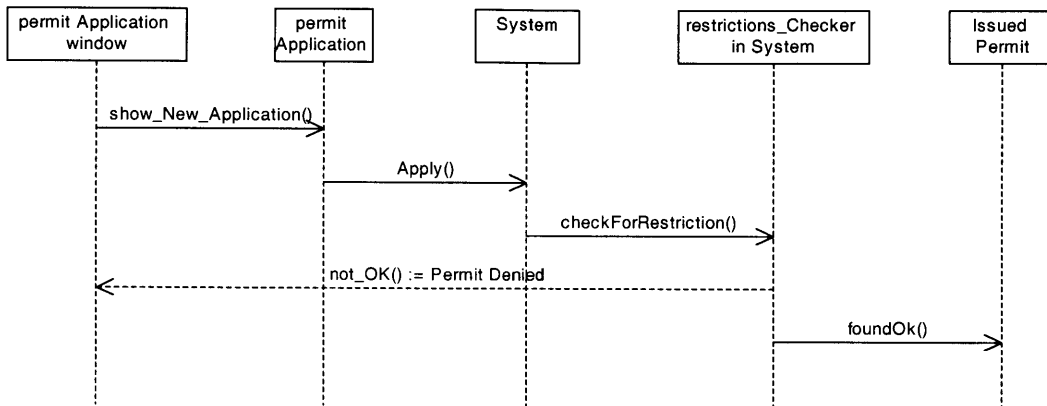 permit Application
window
permit
Application
System
restrictions_Checker
in System
Issued
Permit
show_New_Application()
Apply()
checkForRestriction()
not_OK() := Permit Denied
foundOk()